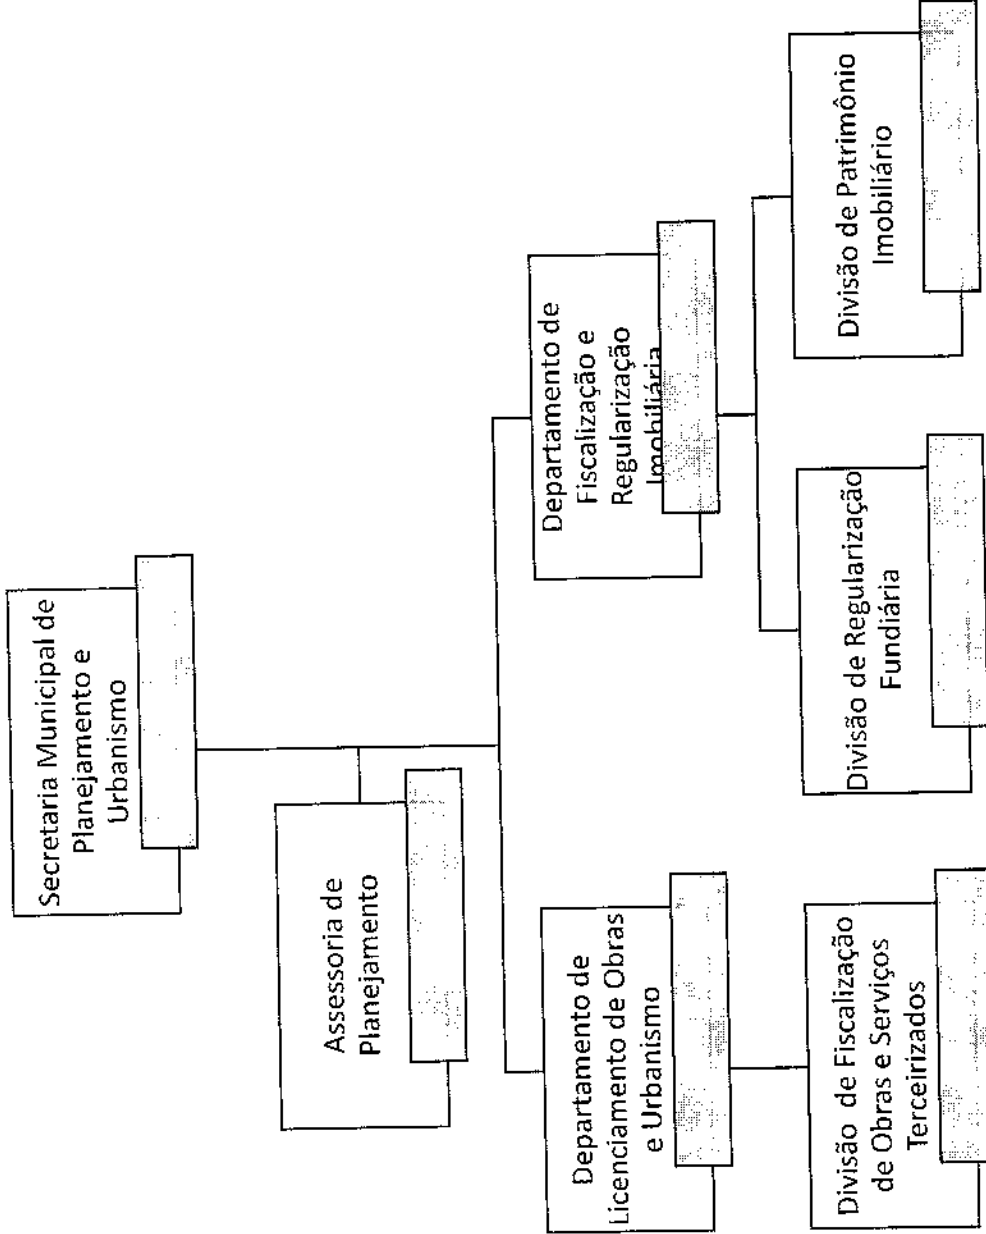 Secretaria Municipal de
Planejamento e
Urbanismo
Assessoria de
Planejamento
Departamento de
Licenciamento de Obras
e Urbanismo
Departamento de
Fiscalização e
Regularização
Imobiliária
Divisão de Fiscalização
de Obras e Serviços
Terceirizados
Divisão de Regularização
Fundiária
Divisão de Patrimônio
Imobiliário